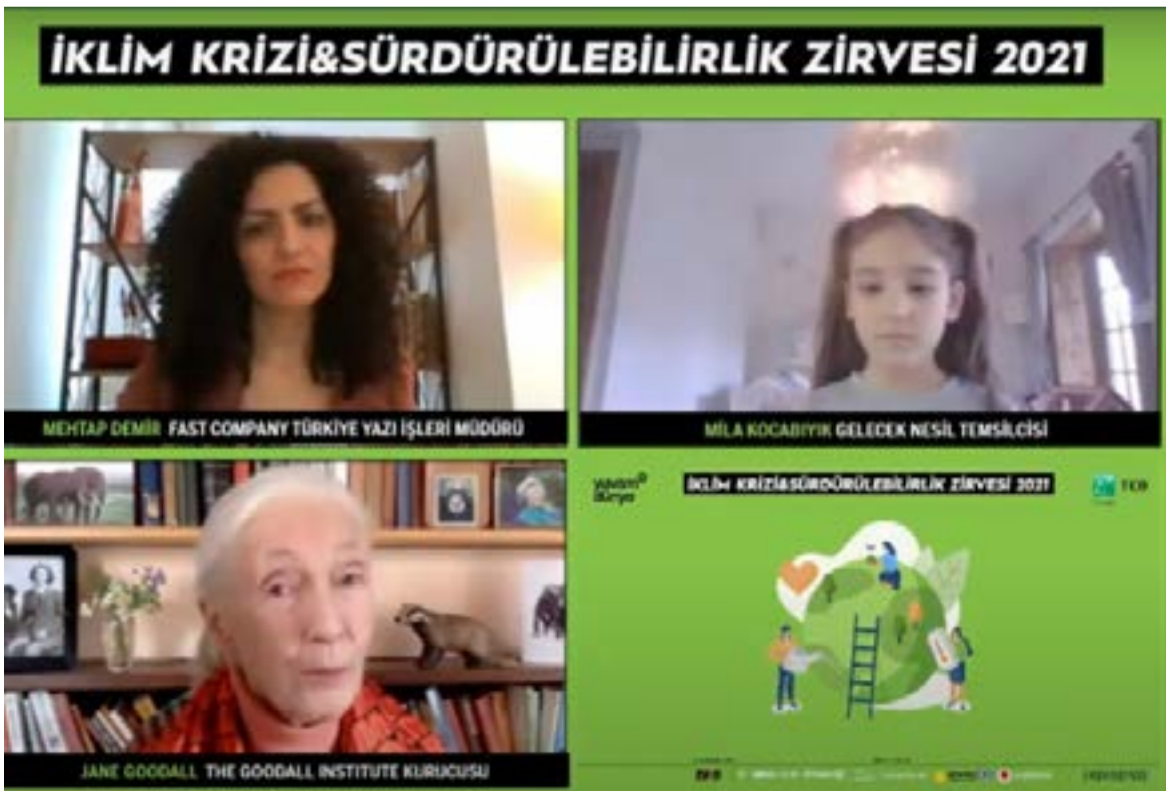 İKLİM KRİZİ&SÜRDÜRÜLEBİLİRLİK ZİRVESİ 2021
MEHTAP DEMİR FAST COMPANY TÜRKİYE YAZI İŞLERİ MÜDÜRÜ
MİLA KOCABIYIK GELECEK NESİL TEMSİLCİSİ
yuvam dünya
İKLİM KRİZİ&SÜRDÜRÜLEBİLİRLİK ZİRVESİ 2021
TEB
JANE GOODALL THE GOODALL INSTITUTE KURUCUSU